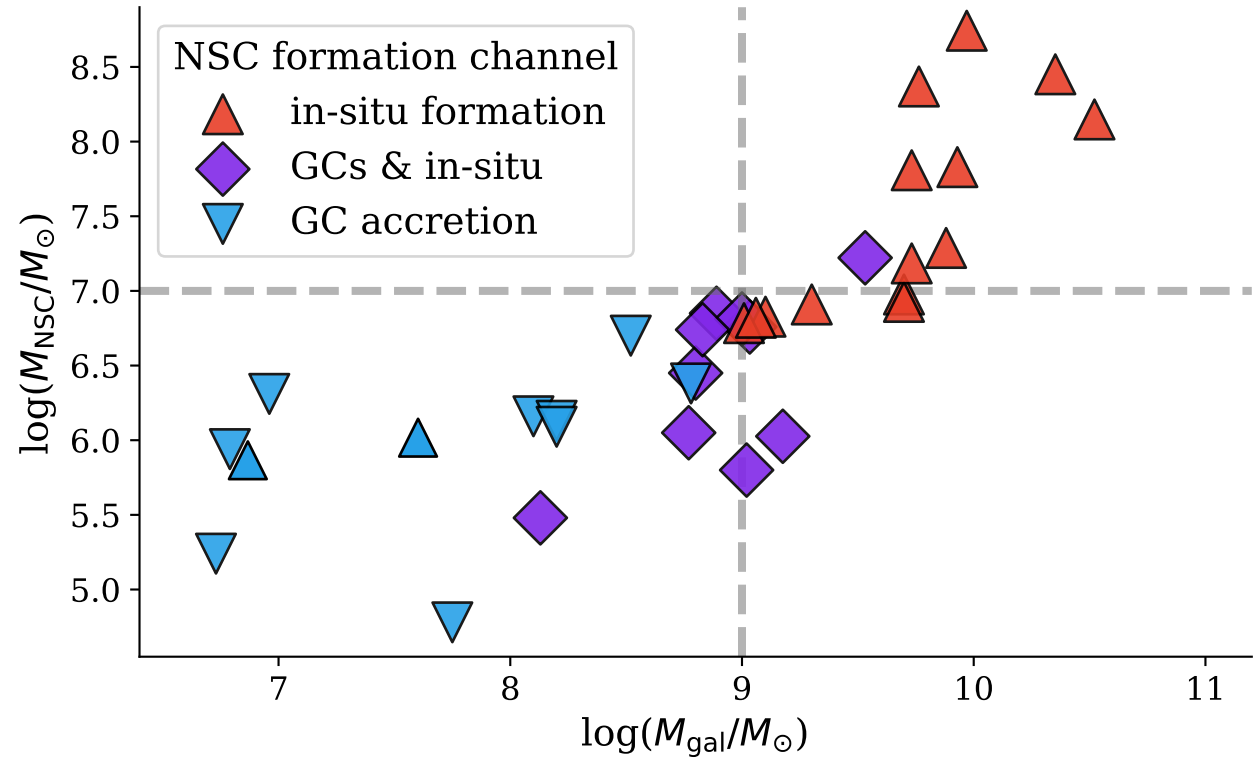 NSC formation channel
in-situ formation
GCs & in-situ
GC accretion
8.5
8.0
7.5
7.0
6.5
6.0
5.5
5.0
log(M_NSC/M_⊙)
7 8 9 10 11
log(M_gal/M_⊙)